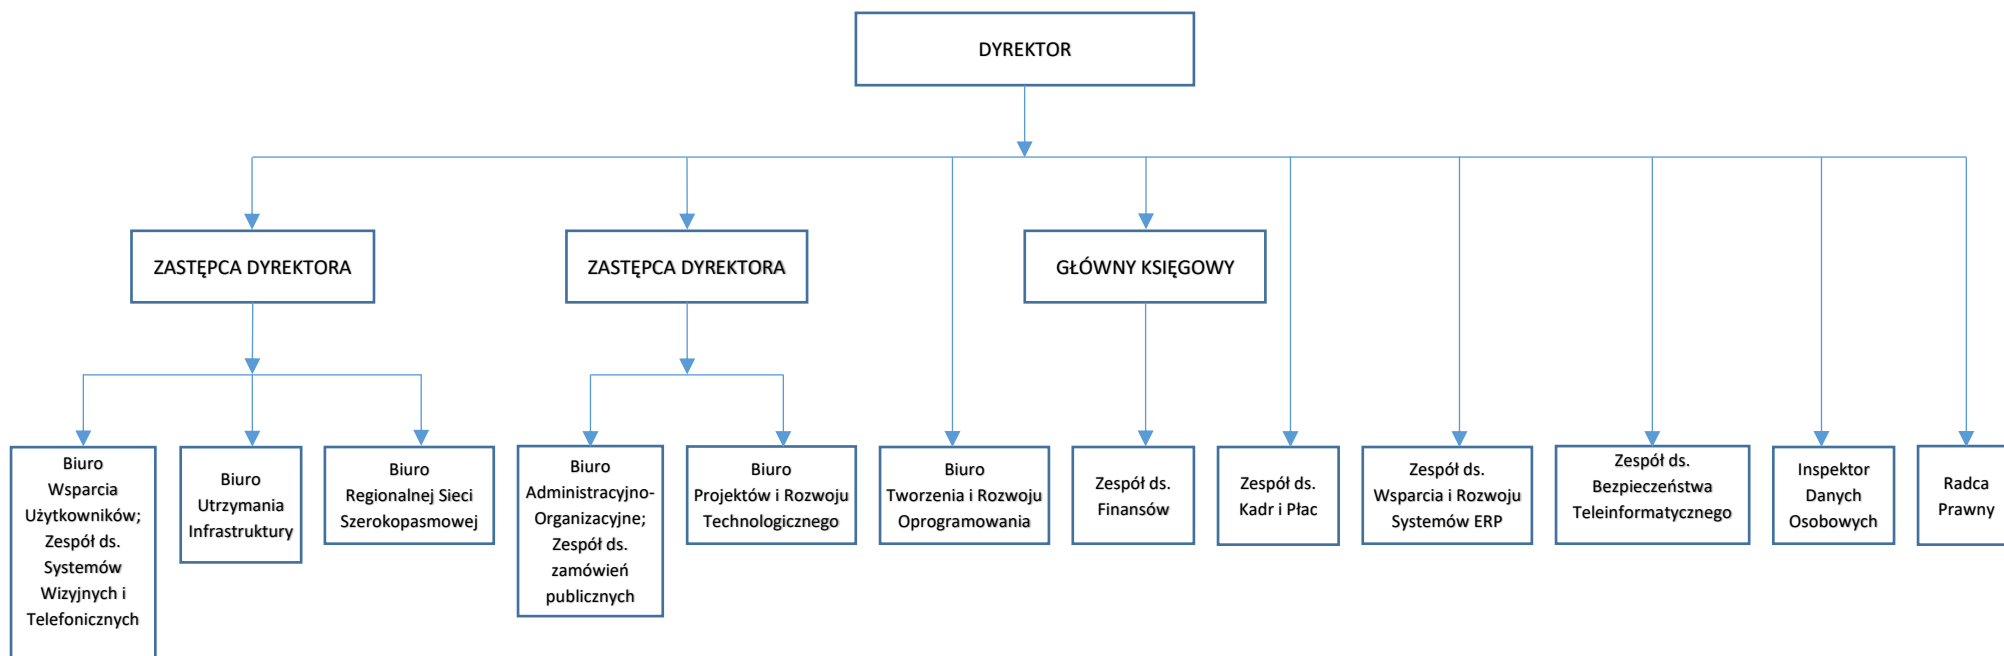 DYREKTOR
ZASTĘPCA DYREKTORA
ZASTĘPCA DYREKTORA
GŁÓWNY KSIĘGOWY
Biuro
Wsparcia
Użytkowników;
Zespół ds.
Systemów
Wizyjnych i
Telefonicznych
Biuro
Utrzymania
Infrastruktury
Biuro
Regionalnej Sieci
Szerokopasmowej
Biuro
Administracyjno-
Organizacyjne;
Zespół ds.
zamówień
publicznych
Biuro
Projektów i Rozwoju
Technologicznego
Biuro
Tworzenia i Rozwoju
Oprogramowania
Zespół ds.
Finansów
Zespół ds.
Kadr i Płac
Zespół ds.
Wsparcia i Rozwoju
Systemów ERP
Zespół ds.
Bezpieczeństwa
Teleinformatycznego
Inspektor
Danych
Osobowych
Radca
Prawny